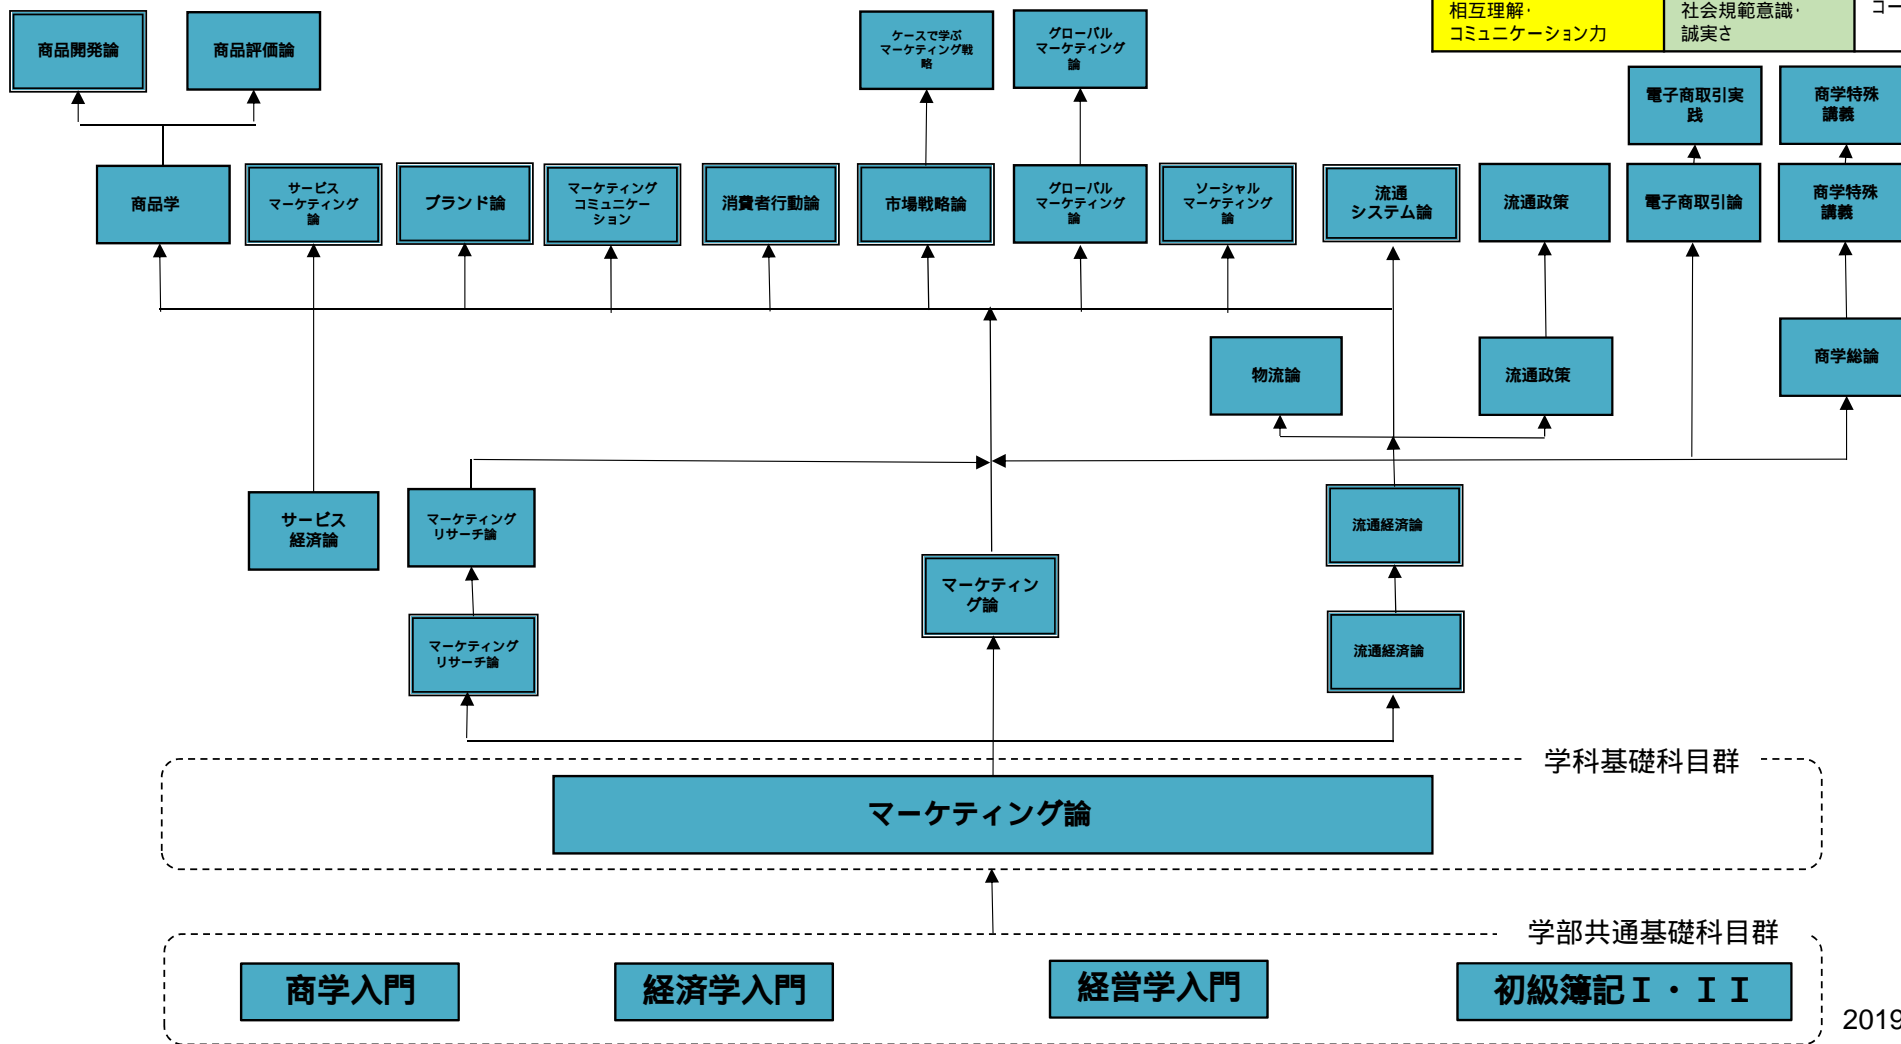 相互理解・
コミュニケーション力
社会規範意識・
誠実さ
商品開発論
商品評価論
ケースで学ぶ
マーケティング戦
略
グローバル
マーケティング
論
電子商取引実
践
商学特殊
講義
商品学
サービス
マーケティング
論
ブランド論
マーケティング
コミュニケー
ション
消費者行動論
市場戦略論
グローバル
マーケティング
論
ソーシャル
マーケティング
論
流通
システム論
流通政策
電子商取引論
商学特殊
講義
物流論
流通政策
商学総論
サービス
経済論
マーケティング
リサーチ論
流通経済論
マーケティン
グ論
マーケティング
リサーチ論
流通経済論
学科基礎科目群
マーケティング論
学部共通基礎科目群
商学入門
経済学入門
経営学入門
初級簿記Ⅰ・ⅠⅠ
2019